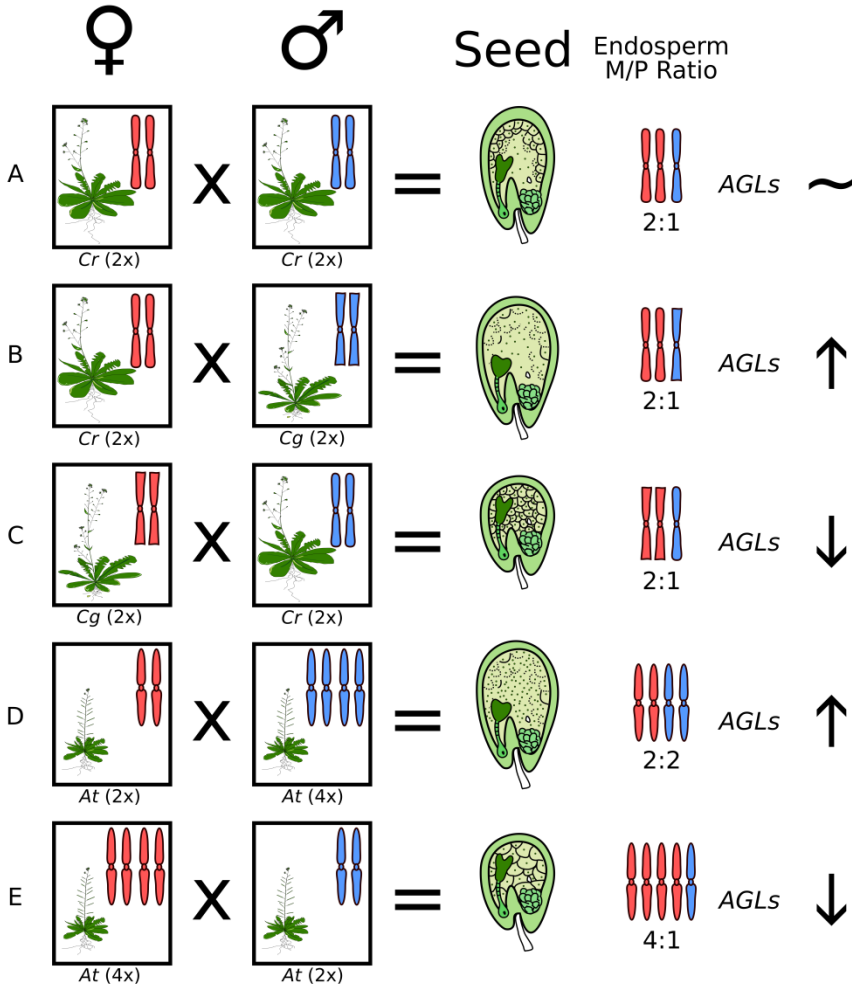 ♀ ♂ Seed Endosperm
M/P Ratio
A X = AGLs ~
2:1
Cr (2x) Cr (2x)
B X = AGLs ↑
2:1
Cr (2x) Cg (2x)
C X = AGLs ↓
2:1
Cg (2x) Cr (2x)
D X = AGLs ↑
2:2
At (2x) At (4x)
E X = AGLs ↓
4:1
At (4x) At (2x)